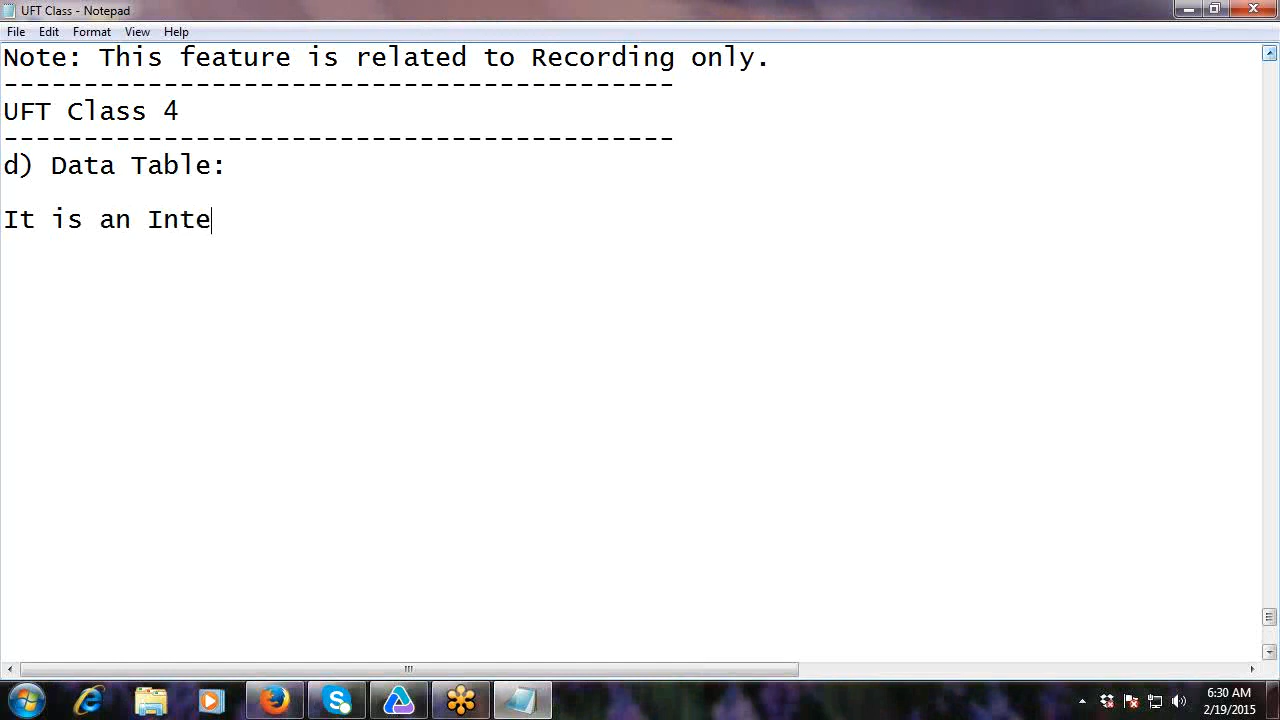 UFT Class - Notepad
File Edit Format View Help
Note: This feature is related to Recording only.
------------------------------------------
UFT Class 4
------------------------------------------
d) Data Table:
It is an Inte
6:30 AM
2/19/2015